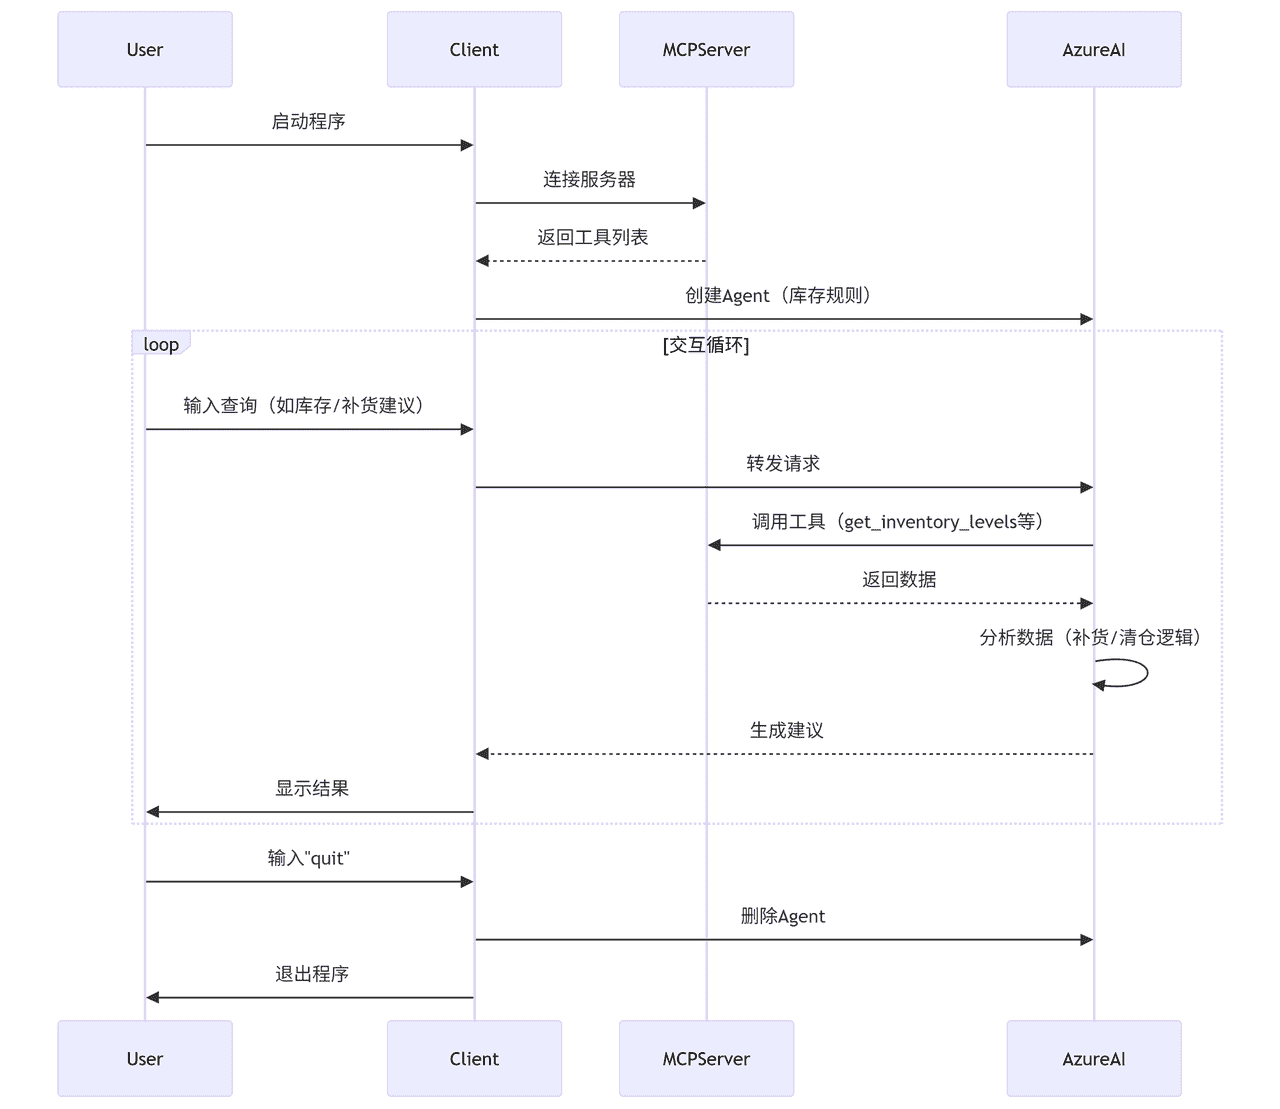 User
Client
MCPServer
AzureAI
启动程序
连接服务器
返回工具列表
创建Agent（库存规则）
loop
[交互循环]
输入查询（如库存/补货建议）
转发请求
调用工具（get_inventory_levels等）
返回数据
分析数据（补货/清仓逻辑）
生成建议
显示结果
输入"quit"
删除Agent
退出程序
User
Client
MCPServer
AzureAI